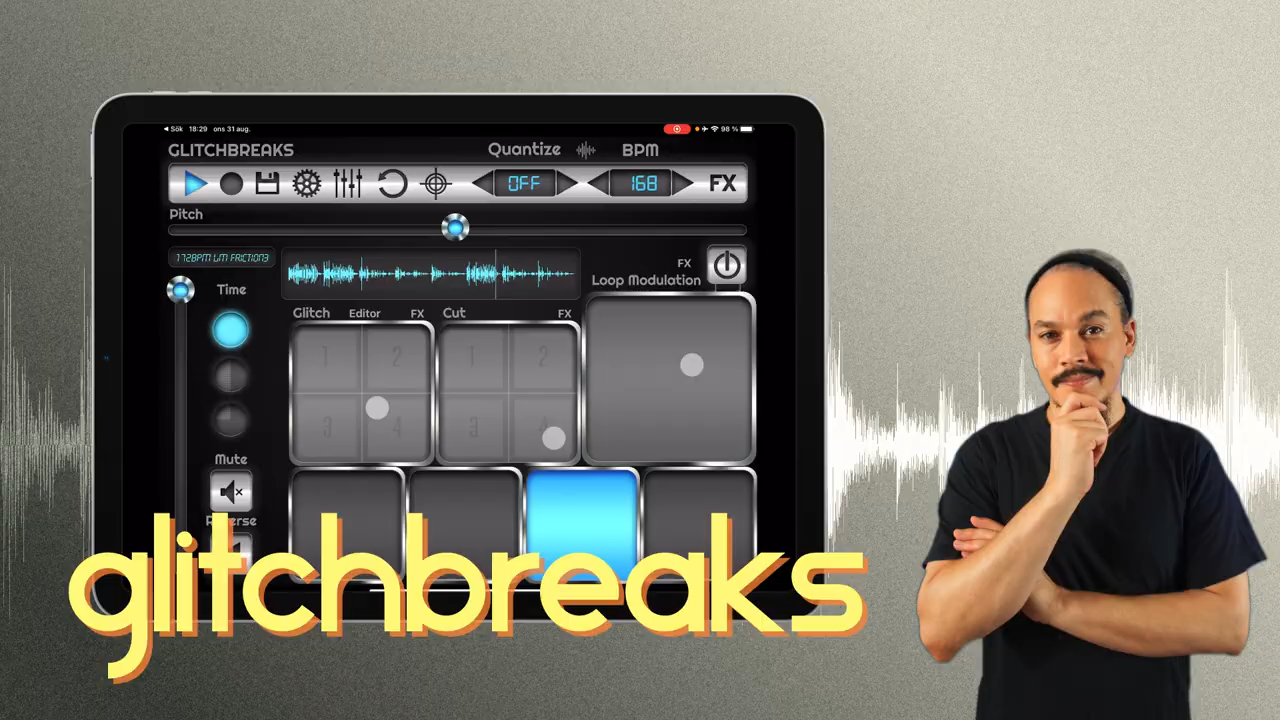 ◀ Sök 18:29 ons 31 aug. 98 %
GLITCHBREAKS Quantize BPM
OFF 168 FX
Pitch
172BPM LM FRICTION3
FX
Loop Modulation
Time
Glitch Editor FX Cut FX
1 2 1 2
3 4 3 4
Mute
Reverse
glitchbreaks